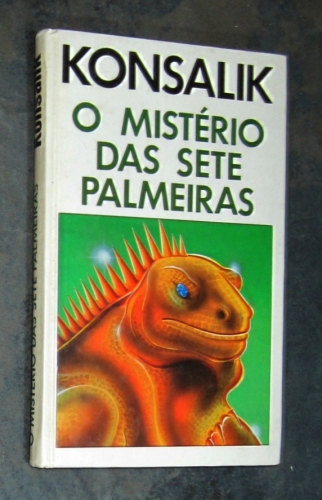 KONSALIK
O MISTÉRIO
DAS SETE
PALMEIRAS
Konsalik
O MISTÉRIO DAS SETE PALMEIRAS